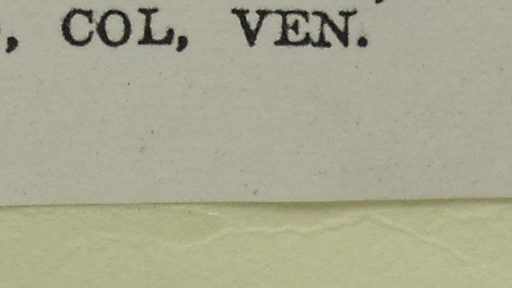 , COL, VEN.